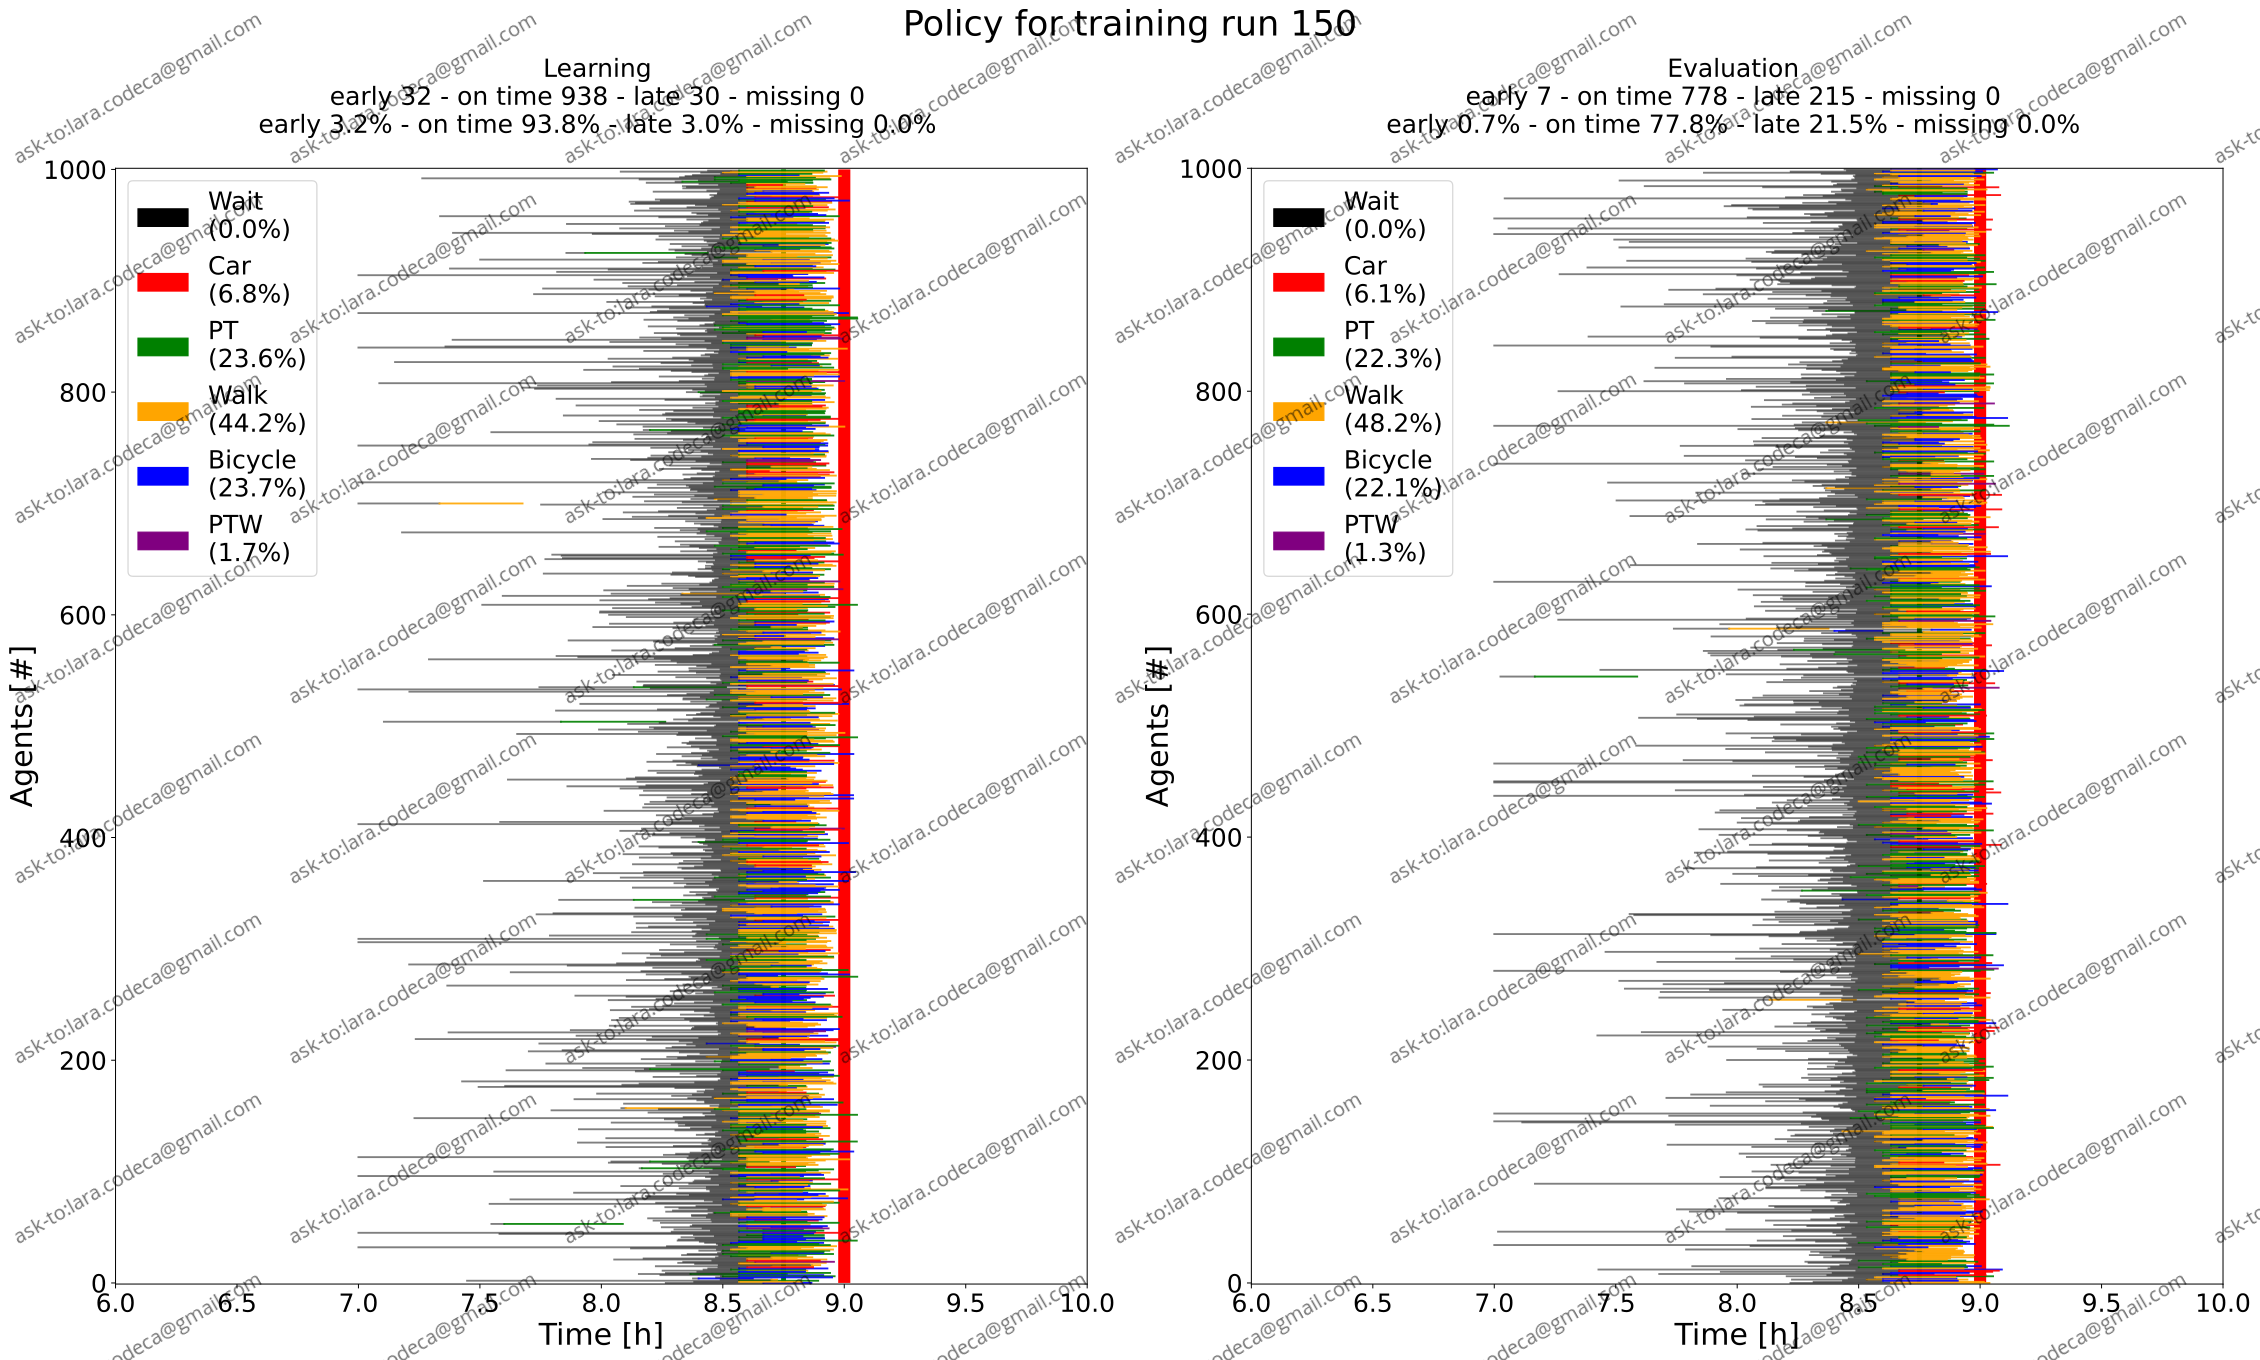 Policy for training run 150
Learning
early 32 - on time 938 - late 30 - missing 0
early 3.2% - on time 93.8% - late 3.0% - missing 0.0%
Agents [#]
1000
800
600
400
200
0
Wait
(0.0%)
Car
(6.8%)
PT
(23.6%)
Walk
(44.2%)
Bicycle
(23.7%)
PTW
(1.7%)
6.0 6.5 7.0 7.5 8.0 8.5 9.0 9.5 10.0
Time [h]
Evaluation
early 7 - on time 778 - late 215 - missing 0
early 0.7% - on time 77.8% - late 21.5% - missing 0.0%
Agents [#]
1000
800
600
400
200
0
Wait
(0.0%)
Car
(6.1%)
PT
(22.3%)
Walk
(48.2%)
Bicycle
(22.1%)
PTW
(1.3%)
6.0 6.5 7.0 7.5 8.0 8.5 9.0 9.5 10.0
Time [h]
ask-to:lara.codeca@gmail.com